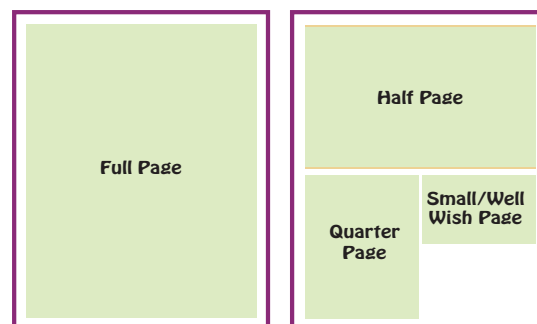 Full Page
Half Page
Quarter
Page
Small/Well
Wish Page